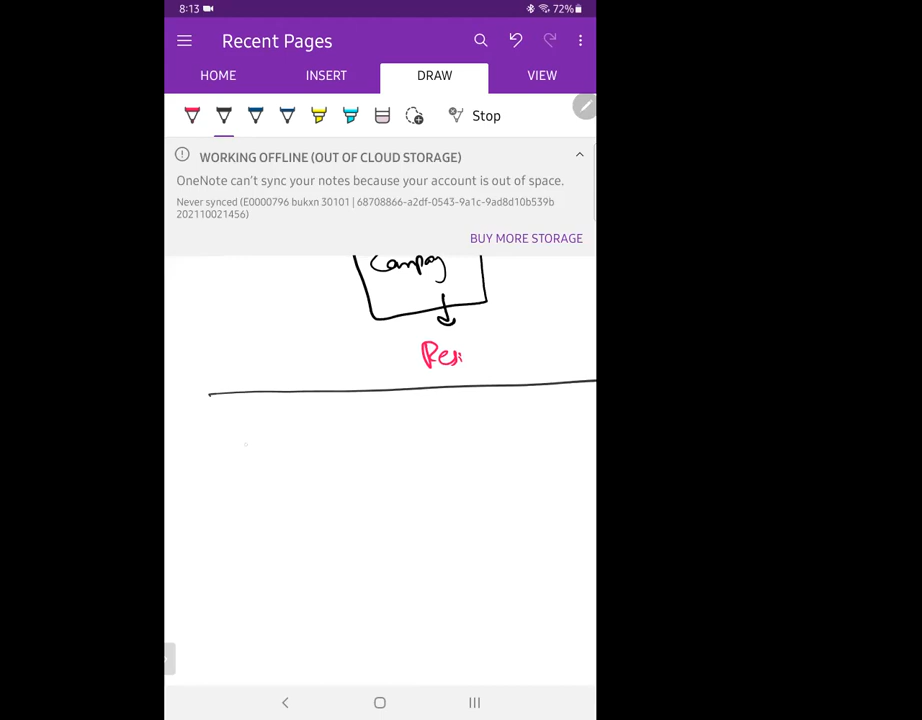 8:13 72%
Recent Pages
HOME INSERT DRAW VIEW
Stop
WORKING OFFLINE (OUT OF CLOUD STORAGE)
OneNote can't sync your notes because your account is out of space.
Never synced (E0000796 bukxn 30101 | 68708866-a2df-0543-9a1c-9ad8d10b539b
202110021456)
BUY MORE STORAGE